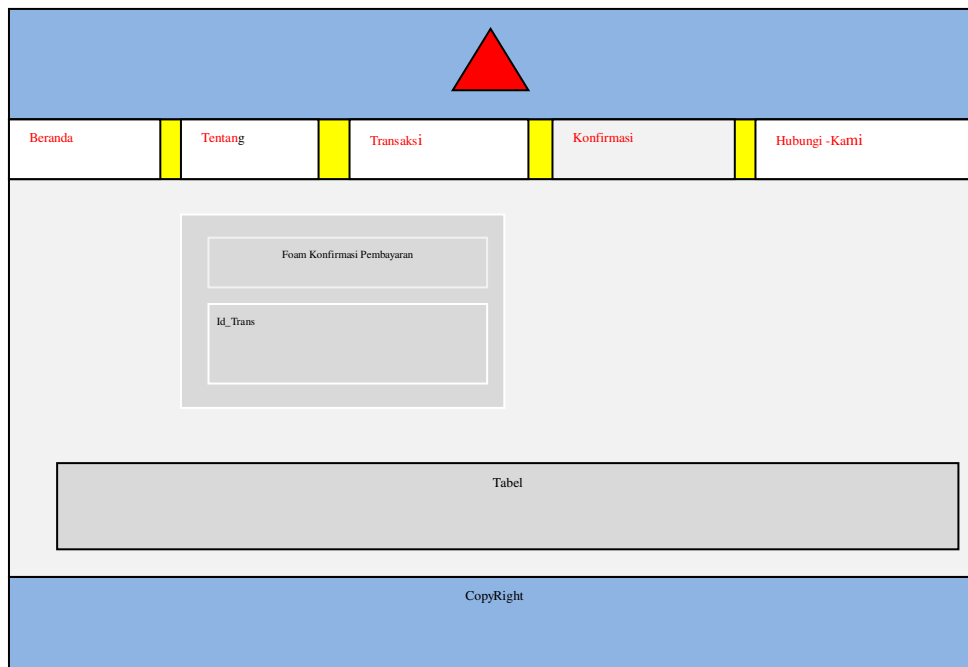 Beranda
Tentang
Transaksi
Konfirmasi
Hubungi -Kami
Foam Konfirmasi Pembayaran
Id_Trans
Tabel
CopyRight